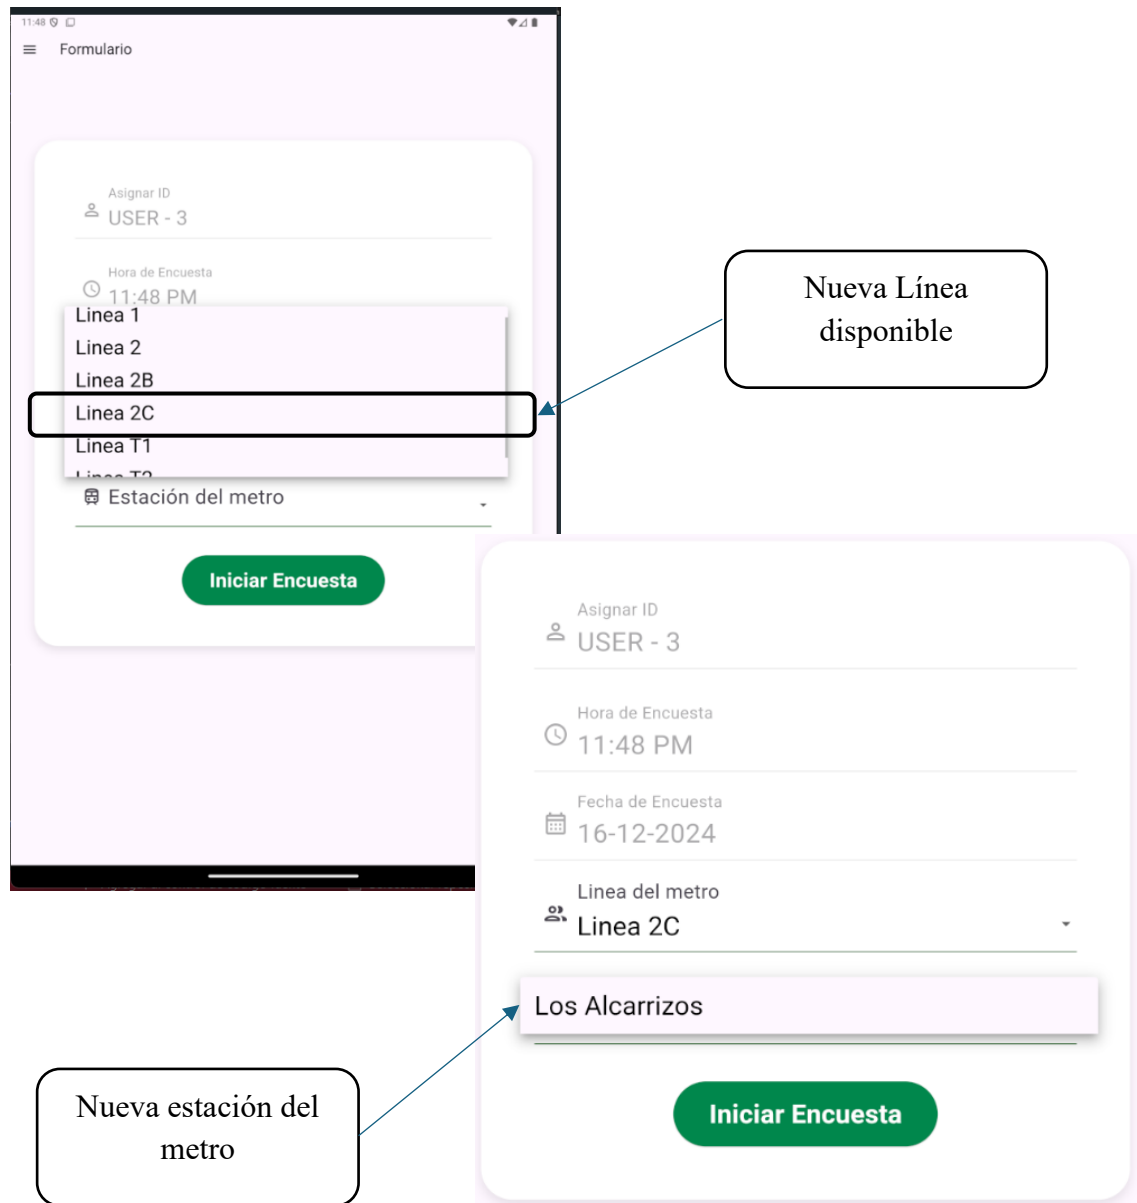 11:48
Formulario
Asignar ID
USER - 3
Hora de Encuesta
11:48 PM
Linea 1
Linea 2
Linea 2B
Linea 2C
Linea T1
Linea T2
Estación del metro
Iniciar Encuesta
Nueva Línea
disponible
Asignar ID
USER - 3
Hora de Encuesta
11:48 PM
Fecha de Encuesta
16-12-2024
Linea del metro
Linea 2C
Los Alcarrizos
Iniciar Encuesta
Nueva estación del
metro